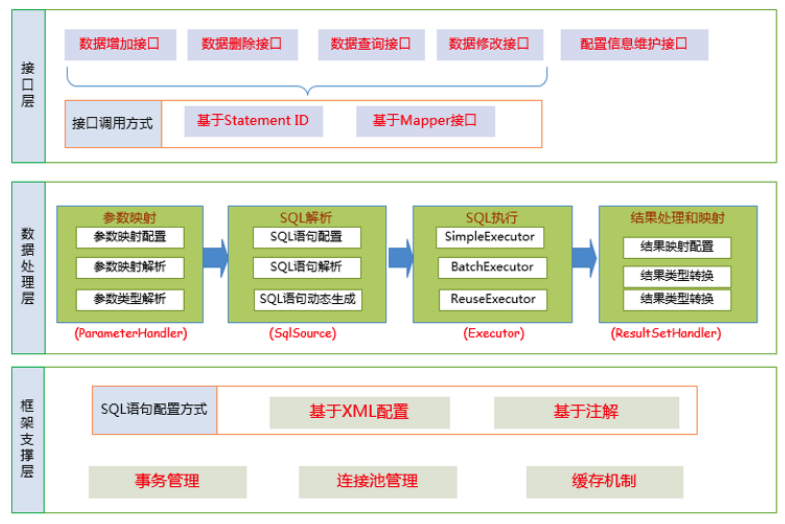 接口层
数据增加接口
数据删除接口
数据查询接口
数据修改接口
配置信息维护接口
接口调用方式
基于Statement ID
基于Mapper接口
数据处理层
参数映射
参数映射配置
参数映射解析
参数类型解析
(ParameterHandler)
SQL解析
SQL语句配置
SQL语句解析
SQL语句动态生成
(SqlSource)
SQL执行
SimpleExecutor
BatchExecutor
ReuseExecutor
(Executor)
结果处理和映射
结果映射配置
结果类型转换
结果类型转换
(ResultSetHandler)
框架支撑层
SQL语句配置方式
基于XML配置
基于注解
事务管理
连接池管理
缓存机制